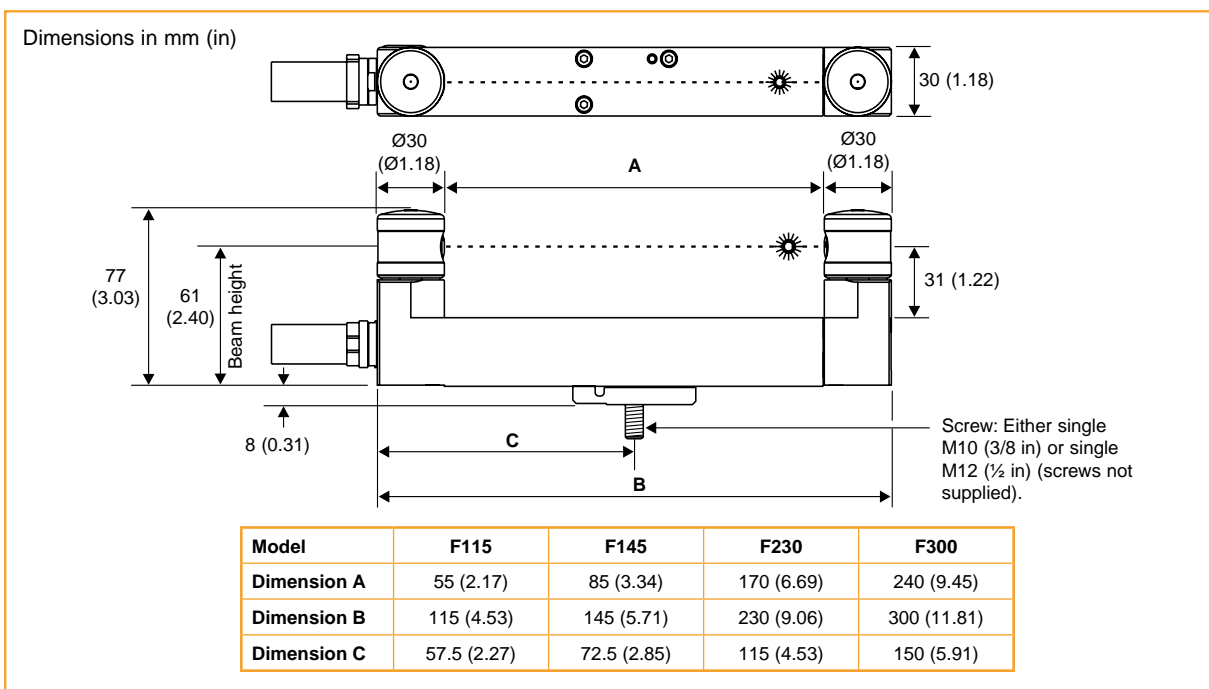 Dimensions in mm (in)
30 (1.18)
Ø30
(Ø1.18)
A
Ø30
(Ø1.18)
77
(3.03)
61
(2.40)
Beam height
31 (1.22)
8 (0.31)
C
B
Screw: Either single
M10 (3/8 in) or single
M12 (½ in) (screws not
supplied).
Model F115 F145 F230 F300
Dimension A 55 (2.17) 85 (3.34) 170 (6.69) 240 (9.45)
Dimension B 115 (4.53) 145 (5.71) 230 (9.06) 300 (11.81)
Dimension C 57.5 (2.27) 72.5 (2.85) 115 (4.53) 150 (5.91)